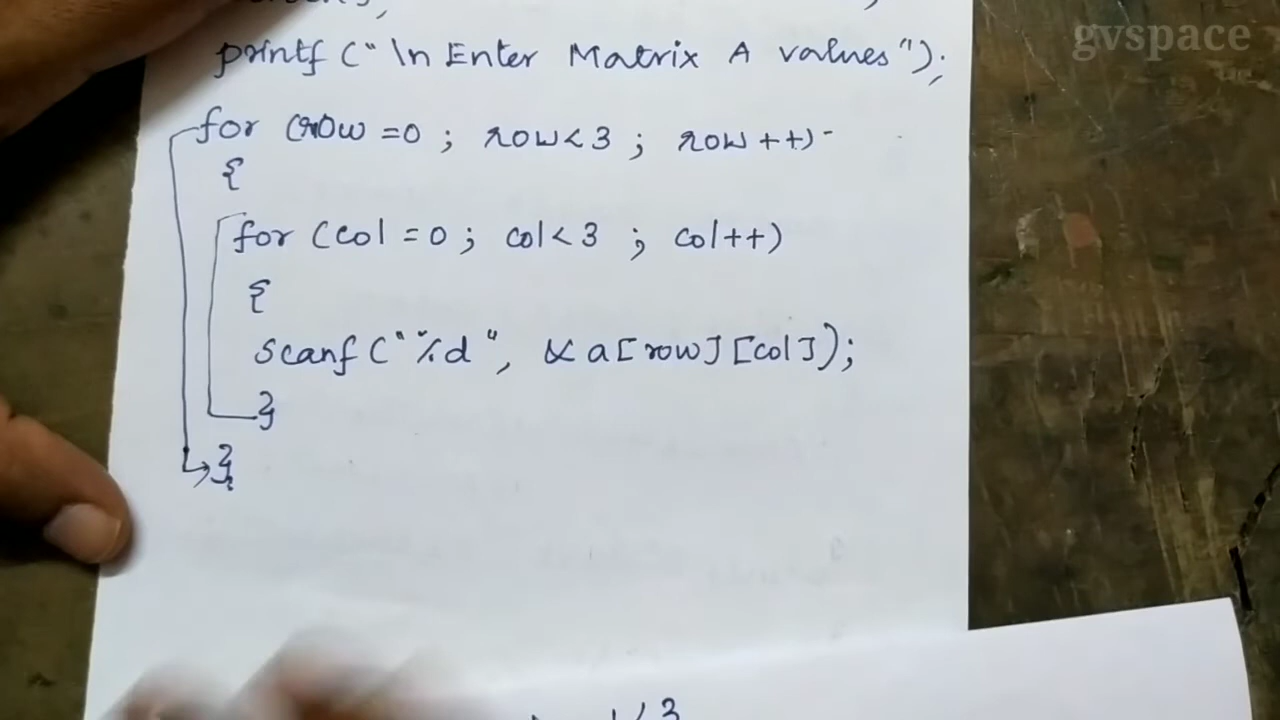 gvspace
printf ("\n Enter Matrix A values");
for (row = 0 ; row < 3 ; row ++)
{
for (col = 0 ; col < 3 ; col++)
{
scanf ("%d", & a[row] [col]);
}
}